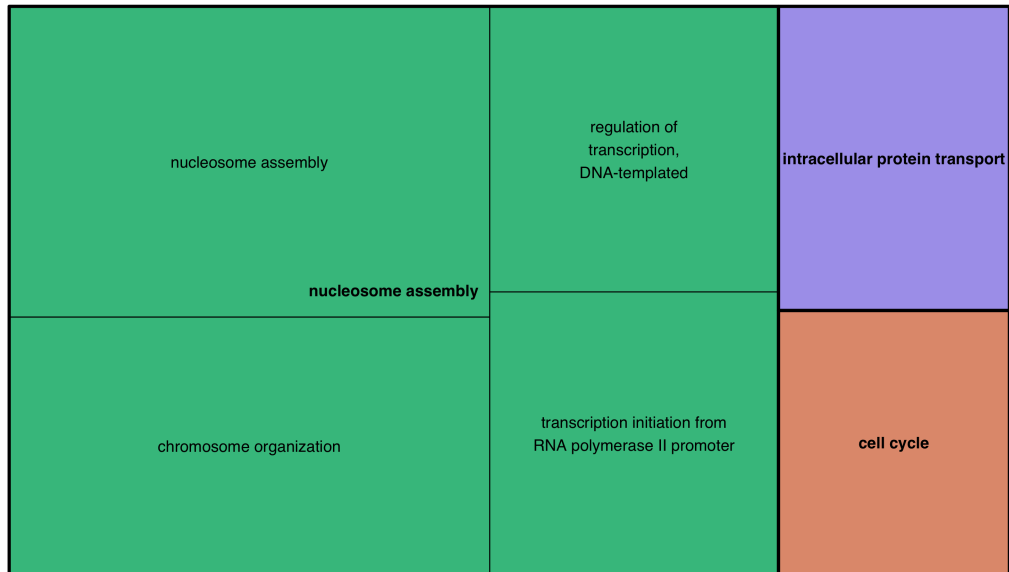 nucleosome assembly
regulation of
transcription,
DNA-templated
intracellular protein transport
nucleosome assembly
chromosome organization
transcription initiation from
RNA polymerase II promoter
cell cycle